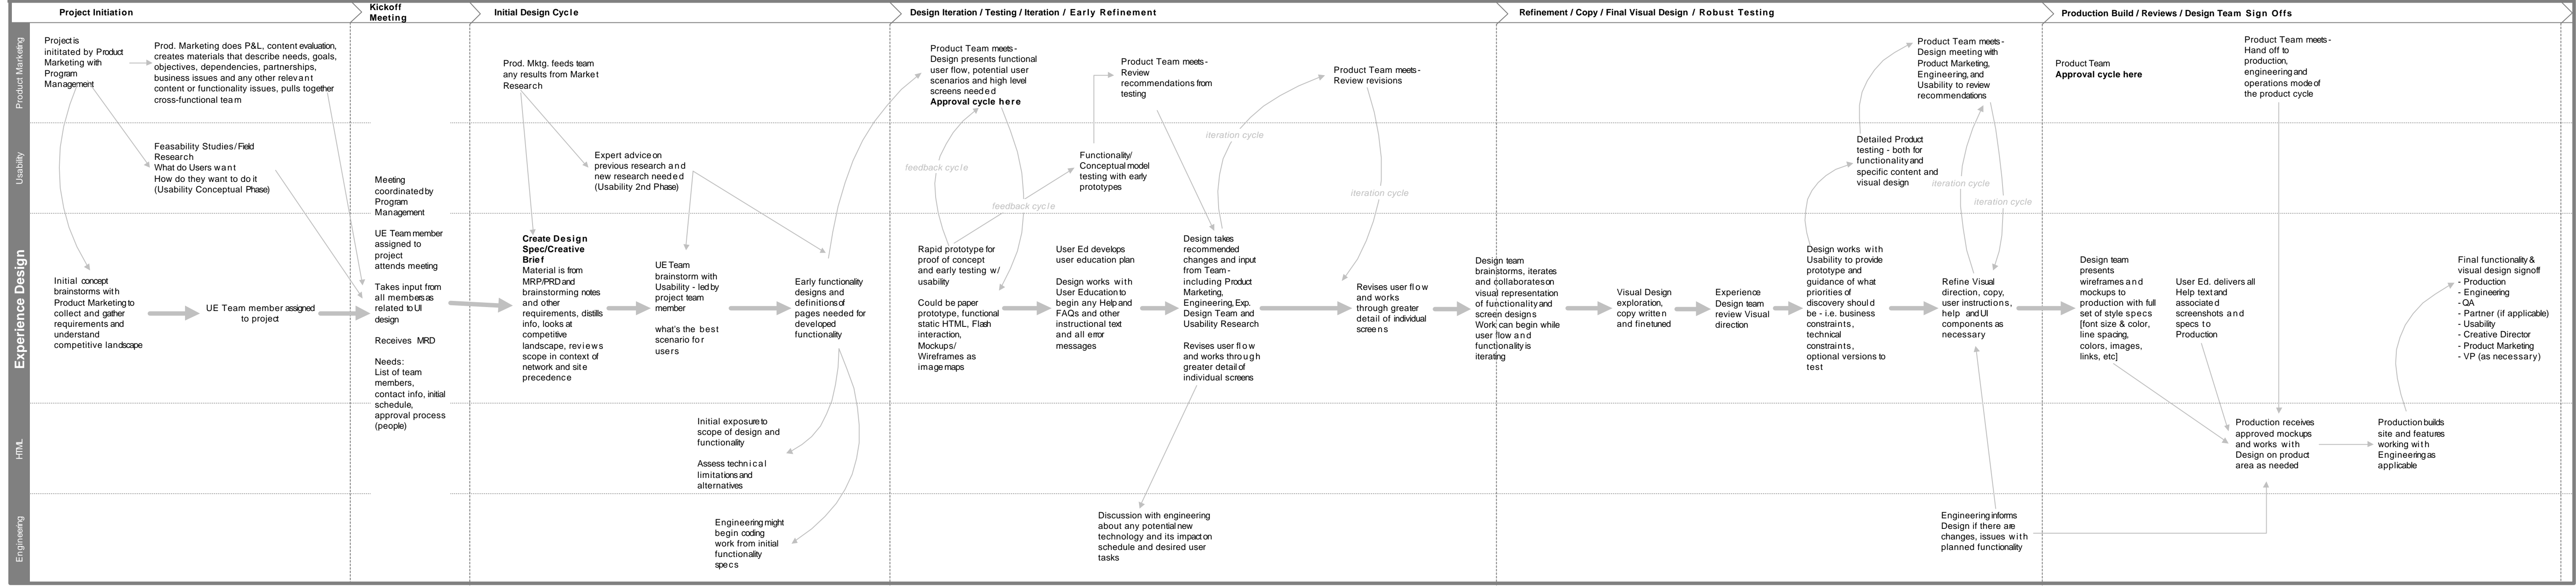 Project Initiation
Kickoff
Meeting
Initial Design Cycle
Design Iteration / Testing / Iteration / Early Refinement
Refinement / Copy / Final Visual Design / Robust Testing
Production Build / Reviews / Design Team Sign Offs
Product Marketing
Project is
inititated by Product
Marketing with
Program
Management
Prod. Marketing does P&L, content evaluation,
creates materials that describe needs, goals,
objectives, dependencies, partnerships,
business issues and any other relevant
content or functionality issues, pulls together
cross-functional team
Prod. Mktg. feeds team
any results from Market
Research
Product Team meets -
Design presents functional
user flow, potential user
scenarios and high level
screens needed
Approval cycle here
Product Team meets -
Review
recommendations from
testing
Product Team meets -
Review revisions
Product Team meets -
Design meeting with
Product Marketing,
Engineering, and
Usability to review
recommendations
Product Team
Approval cycle here
Product Team meets -
Hand off to
production,
engineering and
operations mode of
the product cycle
Usability
Feasability Studies/Field
Research
What do Users want
How do they want to do it
(Usability Conceptual Phase)
Expert advice on
previous research and
new research needed
(Usability 2nd Phase)
feedback cycle
feedback cycle
Functionality/
Conceptual model
testing with early
prototypes
iteration cycle
iteration cycle
Detailed Product
testing - both for
functionality and
specific content and
visual design
iteration cycle
iteration cycle
Experience Design
Initial concept
brainstorms with
Product Marketing to
collect and gather
requirements and
understand
competitive landscape
UE Team member assigned
to project
Meeting
coordinated by
Program
Management
UE Team member
assigned to
project
attends meeting
Takes input from
all members as
related to UI
design
Receives MRD
Needs:
List of team
members,
contact info, initial
schedule,
approval process
(people)
Create Design
Spec/Creative
Brief
Material is from
MRP/PRD and
brainstorming notes
and other
requirements, distills
info, looks at
competitive
landscape, reviews
scope in context of
network and site
precedence
UE Team
brainstorm with
Usability - led by
project team
member
what's the best
scenario for
users
Early functionality
designs and
definitions of
pages needed for
developed
functionality
Rapid prototype for
proof of concept
and early testing w/
usability
Could be paper
prototype, functional
static HTML, Flash
interaction,
Mockups/
Wireframes as
image maps
User Ed develops
user education plan
Design works with
User Education to
begin any Help and
FAQs and other
instructional text
and all error
messages
Design takes
recommended
changes and input
from Team -
including Product
Marketing,
Engineering, Exp.
Design Team and
Usability Research
Revises user flow
and works through
greater detail of
individual screens
Revises user flow
and works
through greater
detail of individual
screens
Design team
brainstorms, iterates
and collaborates on
visual representation
of functionality and
screen designs
Work can begin while
user flow and
functionality is
iterating
Visual Design
exploration,
copy written
and finetuned
Experience
Design team
review Visual
direction
Design works with
Usability to provide
prototype and
guidance of what
priorities of
discovery should
be - i.e. business
constraints,
technical
constraints,
optional versions to
test
Refine Visual
direction, copy,
user instructions,
help and UI
components as
necessary
Design team
presents
wireframes and
mockups to
production with full
set of style specs
[font size & color,
line spacing,
colors, images,
links, etc]
User Ed. delivers all
Help text and
associated
screenshots and
specs to
Production
Final functionality &
visual design signoff
- Production
- Engineering
- QA
- Partner (if applicable)
- Usability
- Creative Director
- Product Marketing
- VP (as necessary)
HTML
Initial exposure to
scope of design and
functionality
Assess technical
limitations and
alternatives
Production receives
approved mockups
and works with
Design on product
area as needed
Production builds
site and features
working with
Engineering as
applicable
Engineering
Engineering might
begin coding
work from initial
functionality
specs
Discussion with engineering
about any potential new
technology and its impact on
schedule and desired user
tasks
Engineering informs
Design if there are
changes, issues with
planned functionality